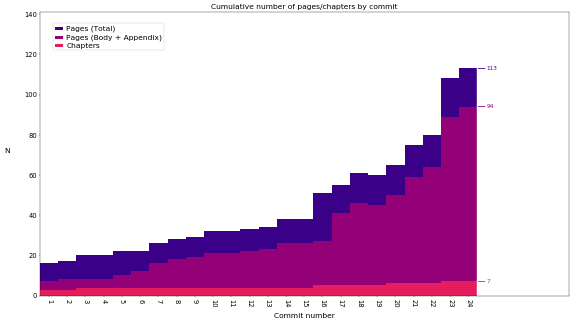 Cumulative number of pages/chapters by commit
140
Pages (Total)
Pages (Body + Appendix)
Chapters
120
113
100
94
80
N
60
40
20
7
0
1 2 3 4 5 6 7 8 9 10 11 12 13 14 15 16 17 18 19 20 21 22 23 24
Commit number